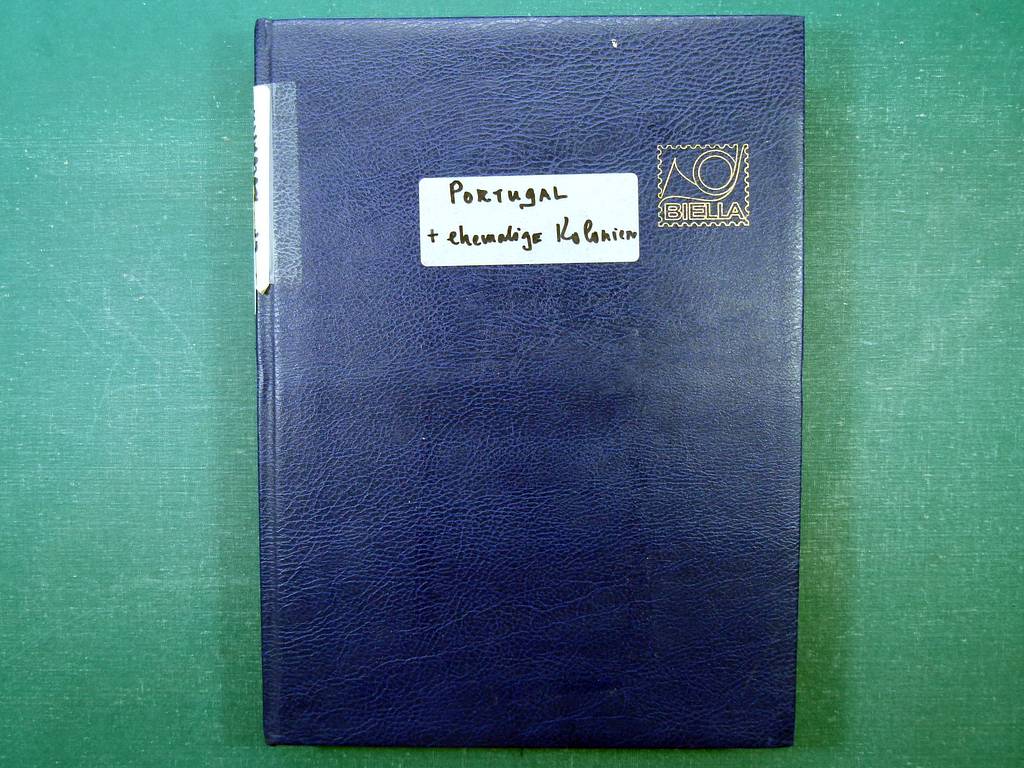 PORTUGAL
+ ehemalige Kolonien
BIELLA